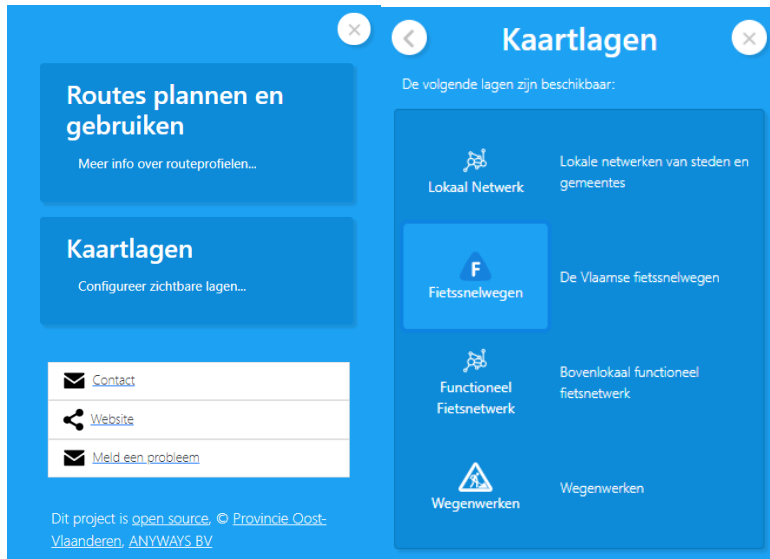 Routes plannen en
gebruiken
Meer info over routeprofielen...
Kaartlagen
Configureer zichtbare lagen...
Contact
Website
Meld een probleem
Dit project is open source, © Provincie Oost-
Vlaanderen, ANYWAYS BV
Kaartlagen
De volgende lagen zijn beschikbaar:
Lokaal Netwerk
Lokale netwerken van steden en
gemeentes
F
Fietssnelwegen
De Vlaamse fietssnelwegen
Functioneel
Fietsnetwerk
Bovenlokaal functioneel
fietsnetwerk
Wegenwerken
Wegenwerken